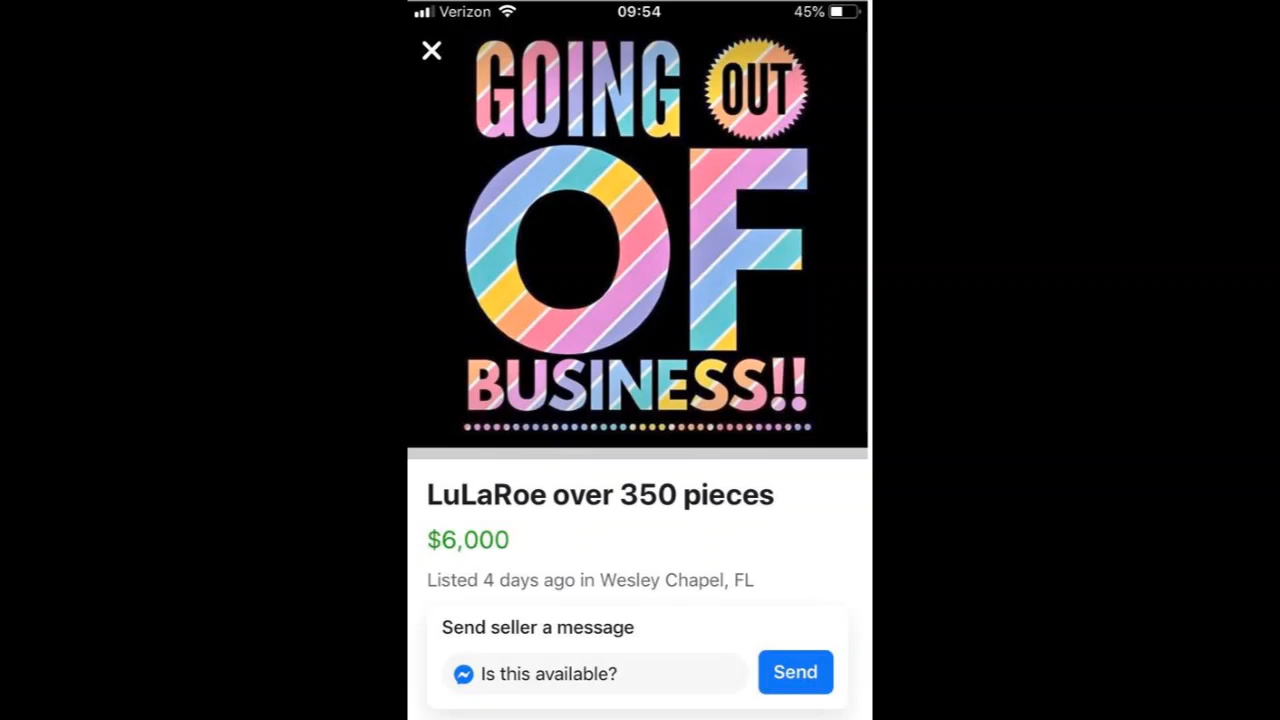 Verizon 09:54 45%
GOING OUT
OF
BUSINESS!!
LuLaRoe over 350 pieces
$6,000
Listed 4 days ago in Wesley Chapel, FL
Send seller a message
Is this available? Send